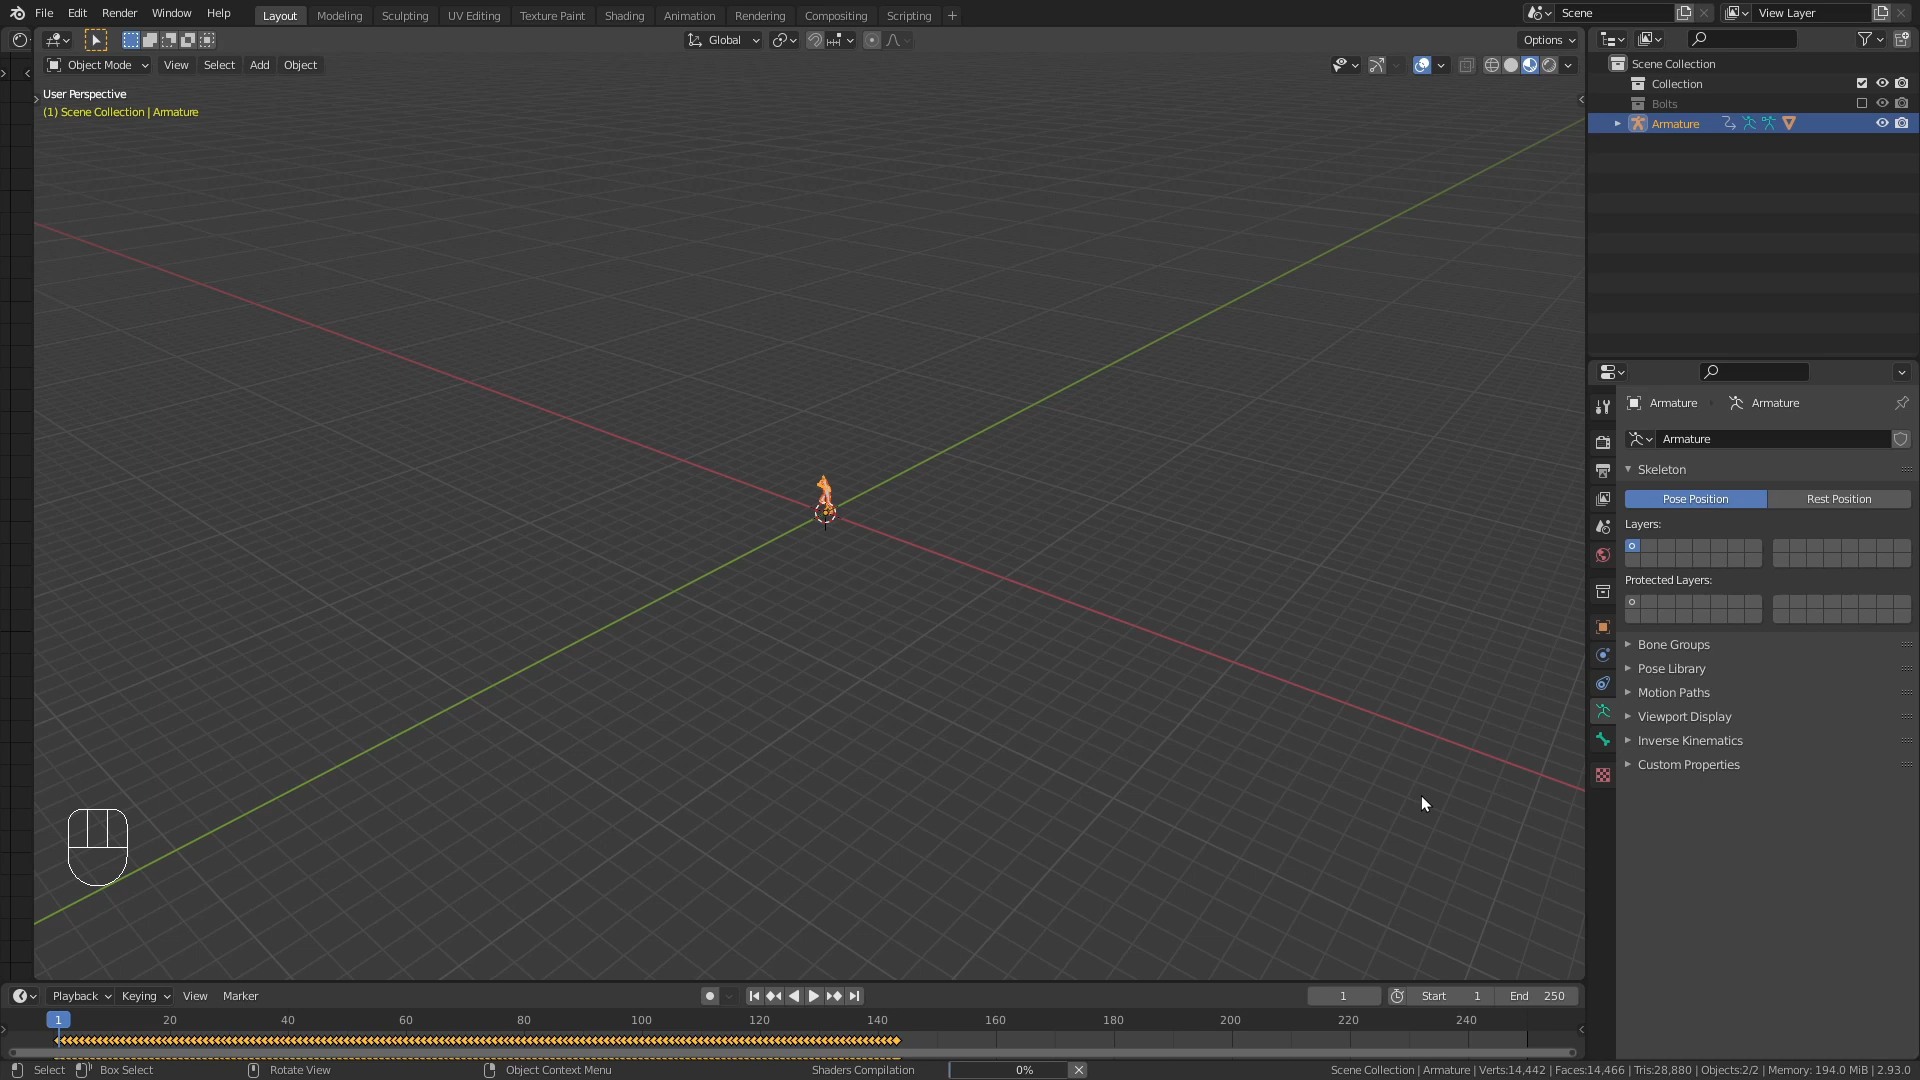 File Edit Render Window Help Layout Modeling Sculpting UV Editing Texture Paint Shading Animation Rendering Compositing Scripting + Scene View Layer
Global Options
Object Mode View Select Add Object
User Perspective
(1) Scene Collection | Armature
Scene Collection
Collection
Bolts
Armature
Armature Armature
Armature
Skeleton
Pose Position Rest Position
Layers:
Protected Layers:
Bone Groups
Pose Library
Motion Paths
Viewport Display
Inverse Kinematics
Custom Properties
Playback Keying View Marker 1 Start 1 End 250
1 20 40 60 80 100 120 140 160 180 200 220 240
Select Box Select Rotate View Object Context Menu Shaders Compilation 0% Scene Collection | Armature | Verts:14,442 | Faces:14,466 | Tris:28,880 | Objects:2/2 | Memory: 194.0 MiB | 2.93.0